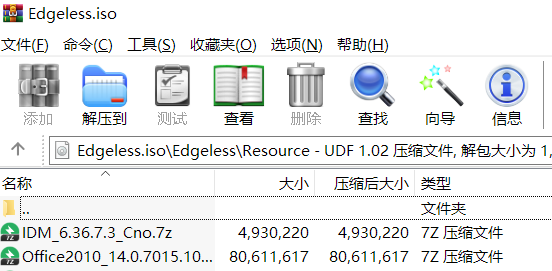 Edgeless.iso
文件(F) 命令(C) 工具(S) 收藏夹(O) 选项(N) 帮助(H)
添加 解压到 测试 查看 删除 查找 向导 信息
Edgeless.iso\Edgeless\Resource - UDF 1.02 压缩文件, 解包大小为 1,
名称 大小 压缩后大小 类型
.. 文件夹
IDM_6.36.7.3_Cno.7z 4,930,220 4,930,220 7Z 压缩文件
Office2010_14.0.7015.10... 80,611,617 80,611,617 7Z 压缩文件